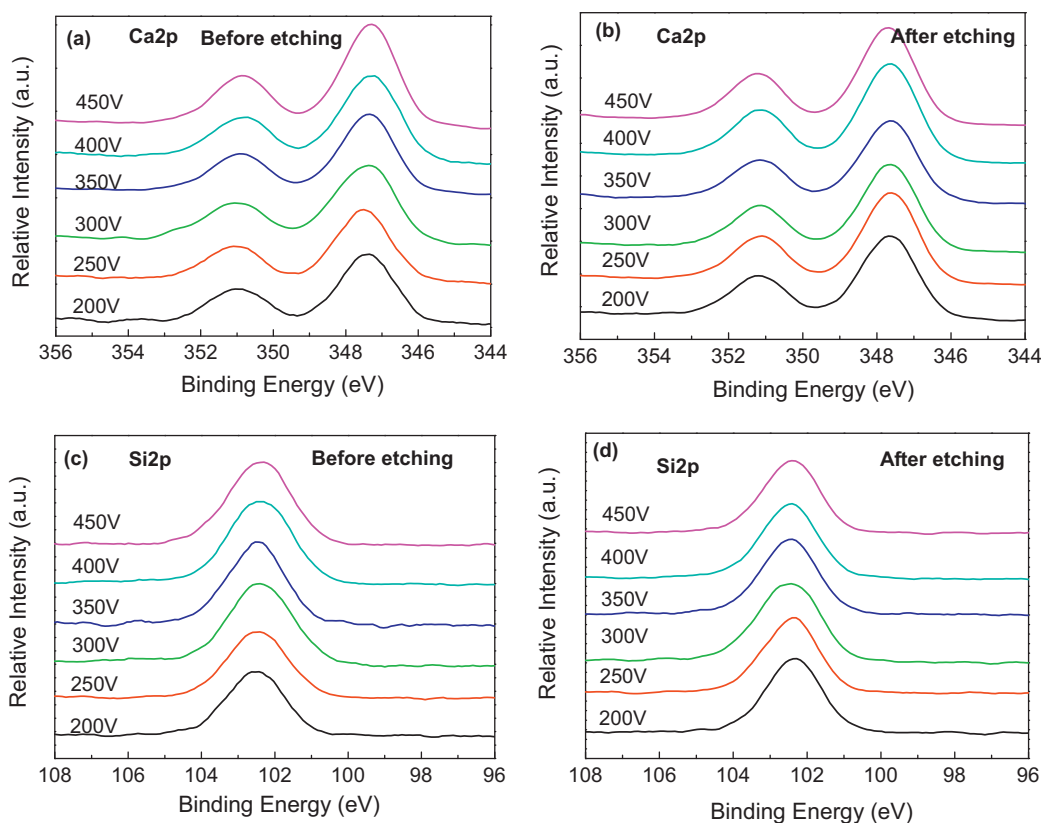 (a) Ca2p Before etching
450V
400V
350V
300V
250V
200V
356 354 352 350 348 346 344
Binding Energy (eV)
Relative Intensity (a.u.)
(b) Ca2p After etching
450V
400V
350V
300V
250V
200V
356 354 352 350 348 346 344
Binding Energy (eV)
Relative Intensity (a.u.)
(c) Si2p Before etching
450V
400V
350V
300V
250V
200V
108 106 104 102 100 98 96
Binding Energy (eV)
Relative Intensity (a.u.)
(d) Si2p After etching
450V
400V
350V
300V
250V
200V
108 106 104 102 100 98 96
Binding Energy (eV)
Relative Intensity (a.u.)